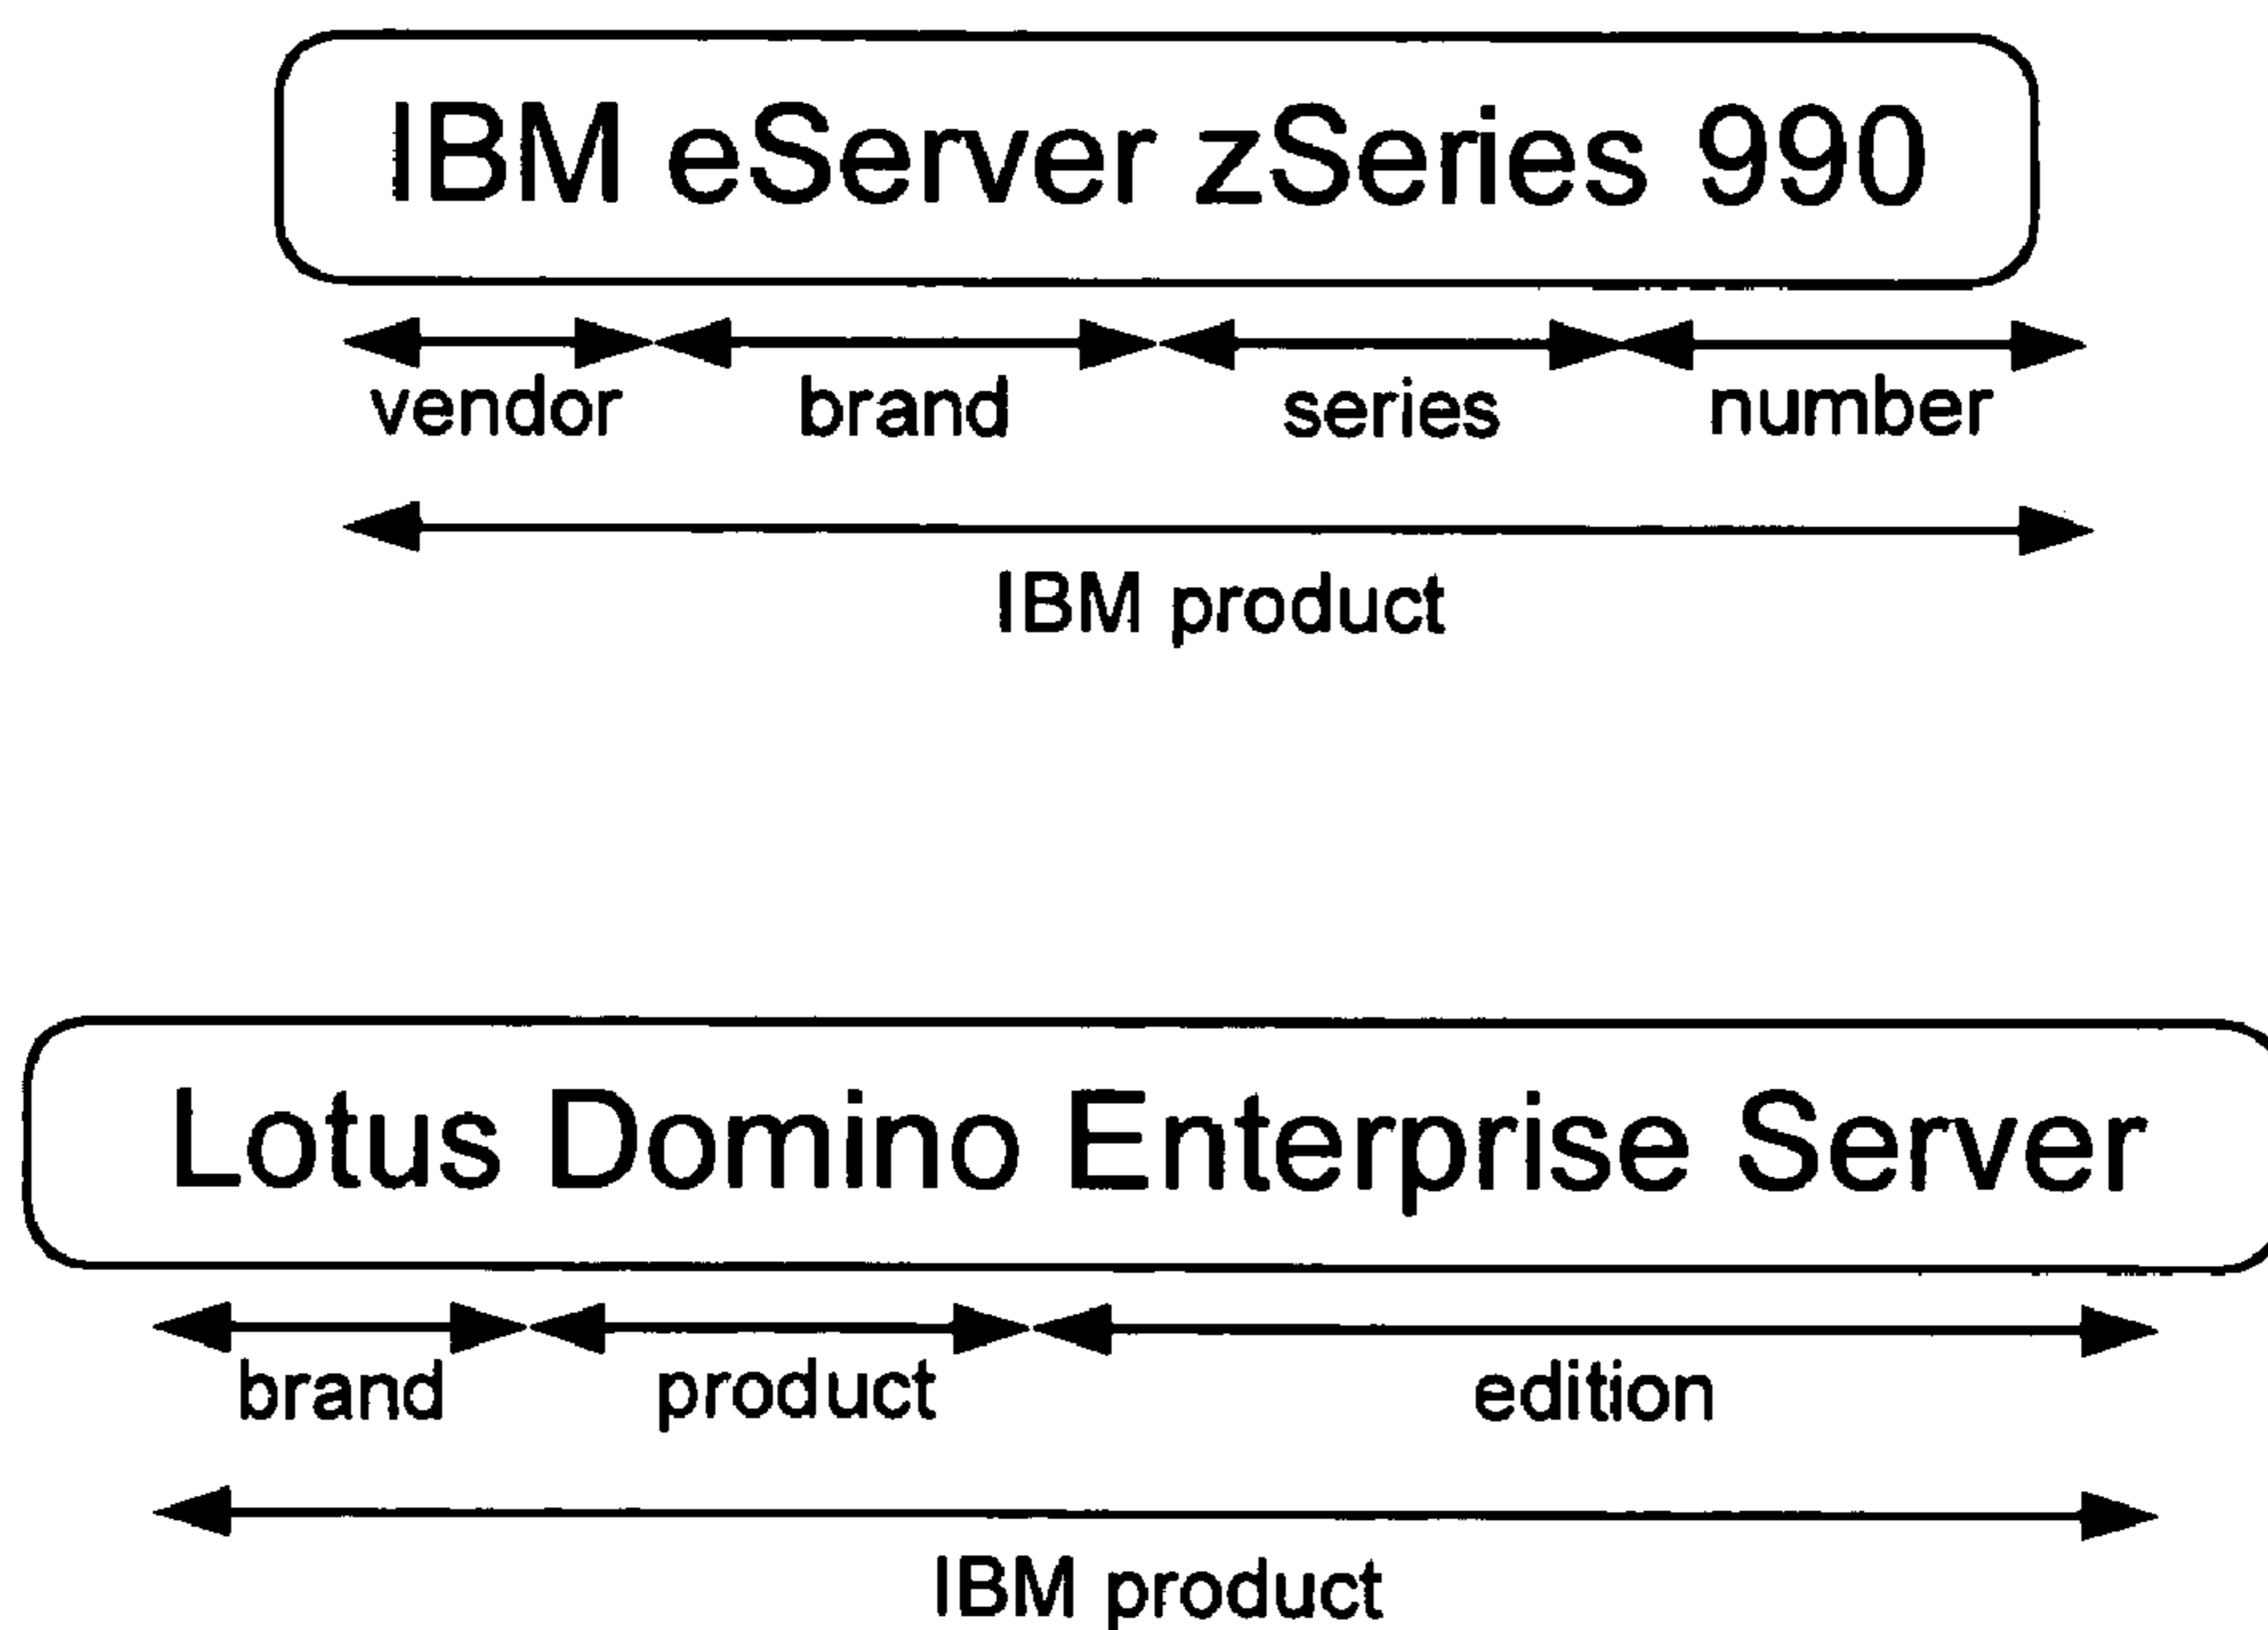 IBM eServer zSeries 990
vendor brand series number
IBM product
Lotus Domino Enterprise Server
brand product edition
IBM product